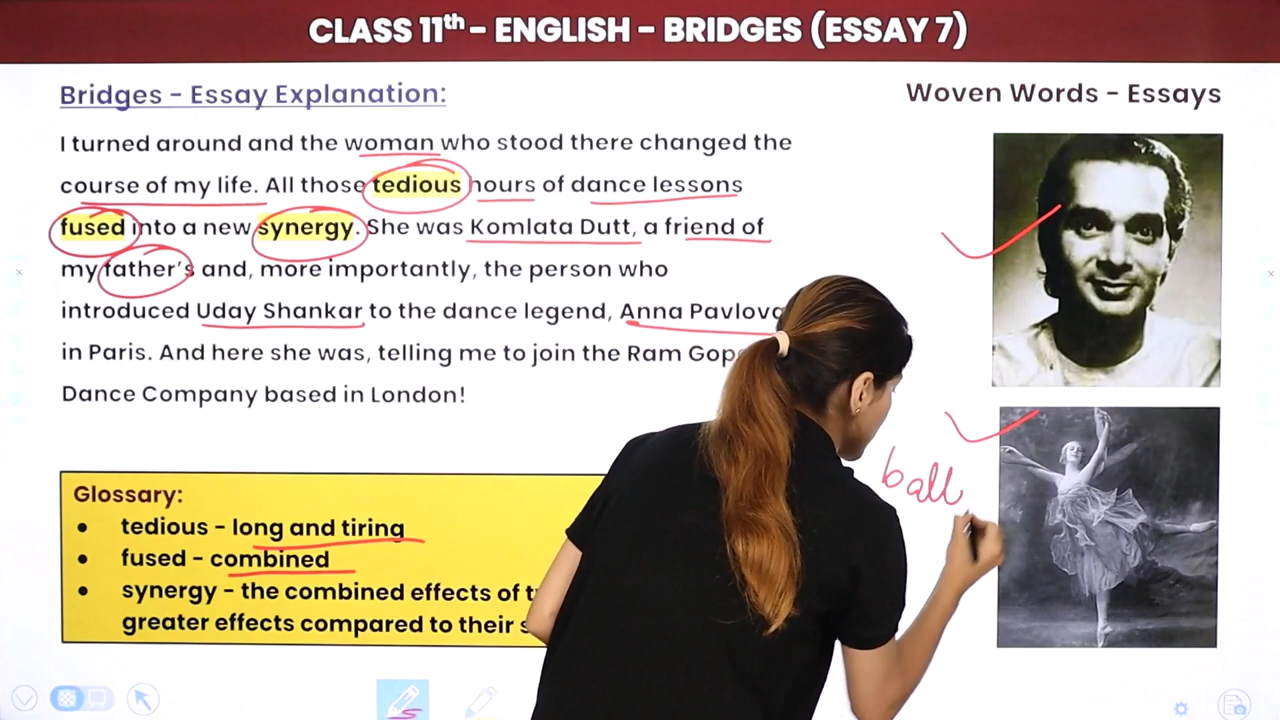 CLASS 11th - ENGLISH - BRIDGES (ESSAY 7)
Bridges - Essay Explanation:
Woven Words - Essays
I turned around and the woman who stood there changed the
course of my life. All those tedious hours of dance lessons
fused into a new synergy. She was Komlata Dutt, a friend of
my father's and, more importantly, the person who
introduced Uday Shankar to the dance legend, Anna Pavlova
in Paris. And here she was, telling me to join the Ram
Dance Company based in London!
ball
Glossary:
• tedious - long and tiring
• fused - combined
• synergy - the combined effects of
greater effects compared to their